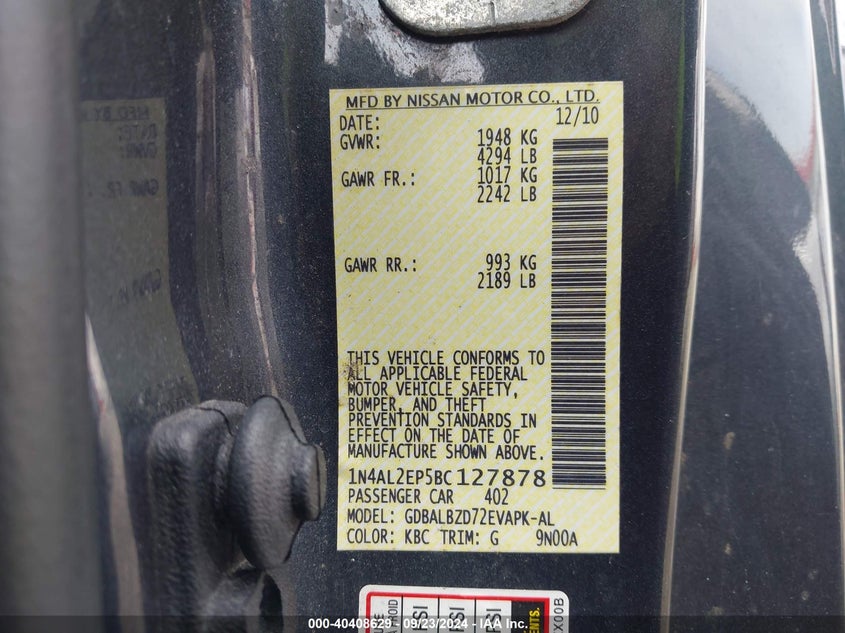 MFD BY NISSAN MOTOR CO., LTD.
DATE: 12/10
GVWR: 1948 KG
4294 LB
GAWR FR.: 1017 KG
2242 LB
GAWR RR.: 993 KG
2189 LB
THIS VEHICLE CONFORMS TO
ALL APPLICABLE FEDERAL
MOTOR VEHICLE SAFETY,
BUMPER, AND THEFT
PREVENTION STANDARDS IN
EFFECT ON THE DATE OF
MANUFACTURE SHOWN ABOVE.
1N4AL2EP5BC127878
PASSENGER CAR 402
MODEL: GDBALBZD72EVAPK-AL
COLOR: KBC TRIM: G 9N00A
000-40408629 - 09/23/2024 - IAA Inc.